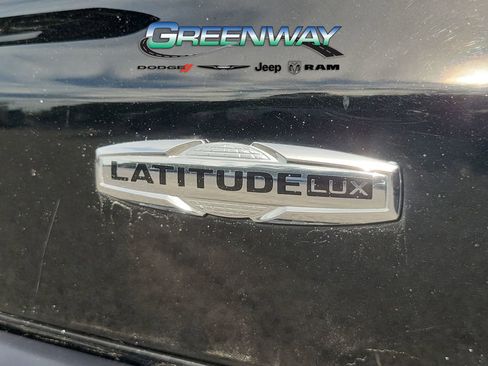 GREENWAY
DODGE Jeep RAM
LATITUDE LUX